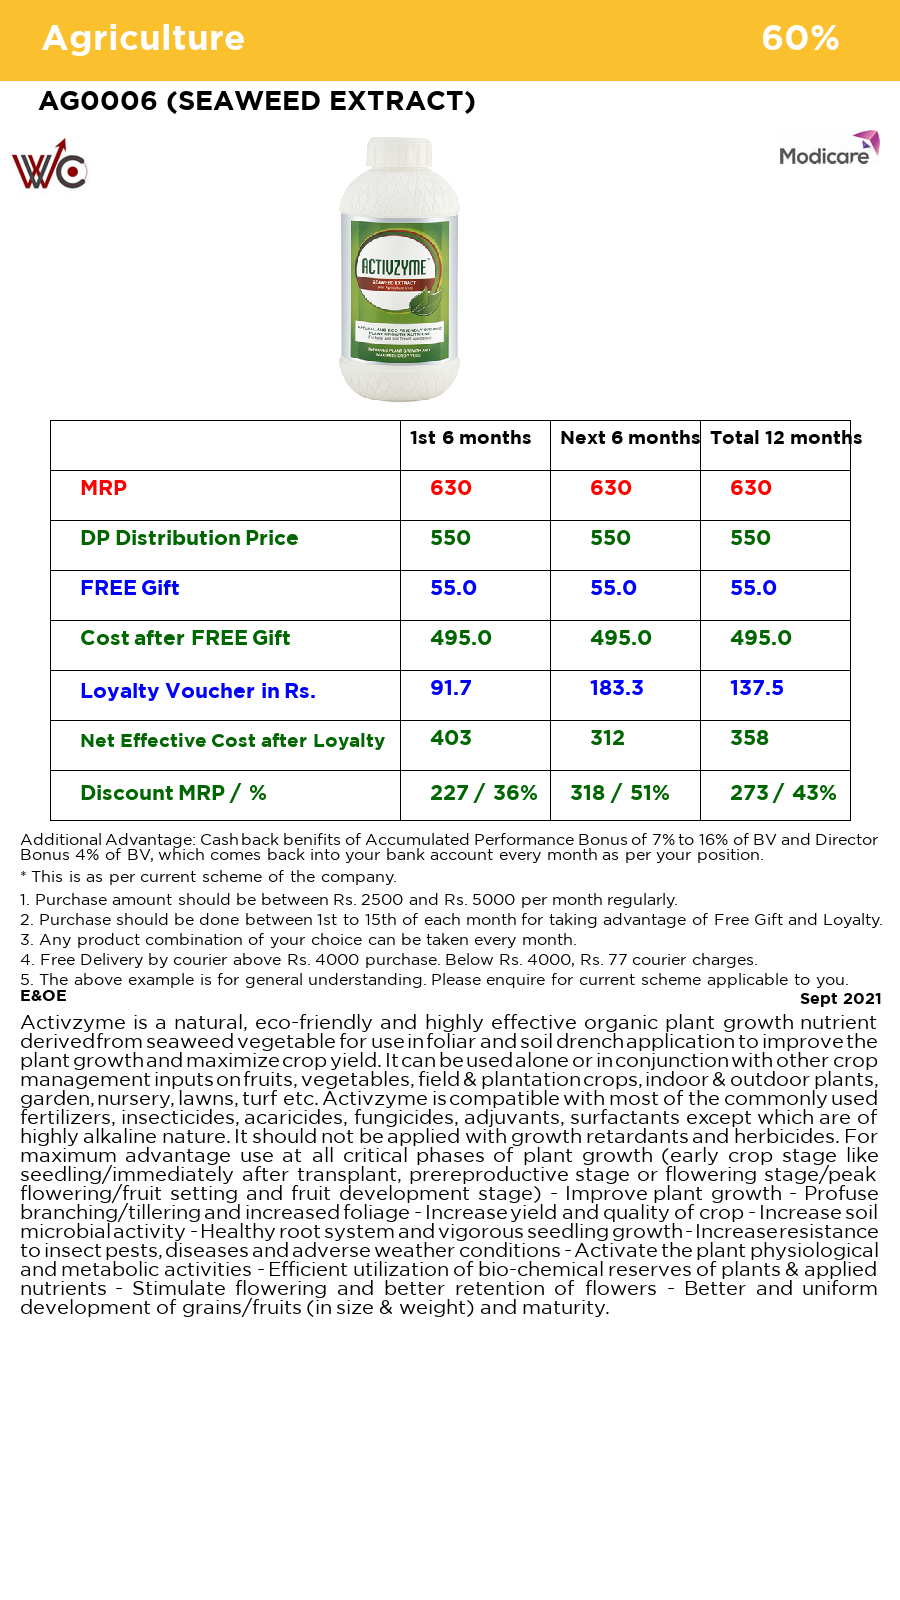 Agriculture 60%
AG0006 (SEAWEED EXTRACT)
WC
Modicare
ACTIVZYME
SEAWEED EXTRACT
NATURAL AND ECO FRIENDLY
PLANT GROWTH NUTRIENT
IMPROVES PLANT GROWTH AND
MAXIMISES CROP YIELD
1st 6 months Next 6 months Total 12 months
MRP 630 630 630
DP Distribution Price 550 550 550
FREE Gift 55.0 55.0 55.0
Cost after FREE Gift 495.0 495.0 495.0
Loyalty Voucher in Rs. 91.7 183.3 137.5
Net Effective Cost after Loyalty 403 312 358
Discount MRP / % 227 / 36% 318 / 51% 273 / 43%
Additional Advantage: Cash back benifits of Accumulated Performance Bonus of 7% to 16% of BV and Director
Bonus 4% of BV, which comes back into your bank account every month as per your position.
* This is as per current scheme of the company.
1. Purchase amount should be between Rs. 2500 and Rs. 5000 per month regularly.
2. Purchase should be done between 1st to 15th of each month for taking advantage of Free Gift and Loyalty.
3. Any product combination of your choice can be taken every month.
4. Free Delivery by courier above Rs. 4000 purchase. Below Rs. 4000, Rs. 77 courier charges.
5. The above example is for general understanding. Please enquire for current scheme applicable to you.
E&OE Sept 2021
Activzyme is a natural, eco-friendly and highly effective organic plant growth nutrient
derived from seaweed vegetable for use in foliar and soil drench application to improve the
plant growth and maximize crop yield. It can be used alone or in conjunction with other crop
management inputs on fruits, vegetables, field & plantation crops, indoor & outdoor plants,
garden, nursery, lawns, turf etc. Activzyme is compatible with most of the commonly used
fertilizers, insecticides, acaricides, fungicides, adjuvants, surfactants except which are of
highly alkaline nature. It should not be applied with growth retardants and herbicides. For
maximum advantage use at all critical phases of plant growth (early crop stage like
seedling/immediately after transplant, prereproductive stage or flowering stage/peak
flowering/fruit setting and fruit development stage) - Improve plant growth - Profuse
branching/tillering and increased foliage - Increase yield and quality of crop - Increase soil
microbial activity - Healthy root system and vigorous seedling growth - Increase resistance
to insect pests, diseases and adverse weather conditions - Activate the plant physiological
and metabolic activities - Efficient utilization of bio-chemical reserves of plants & applied
nutrients - Stimulate flowering and better retention of flowers - Better and uniform
development of grains/fruits (in size & weight) and maturity.